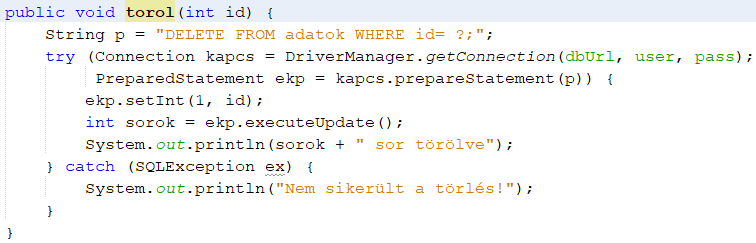 public void torol(int id) {
    String p = "DELETE FROM adatok WHERE id= ?;";
    try (Connection kapcs = DriverManager.getConnection(dbUrl, user, pass);
         PreparedStatement ekp = kapcs.prepareStatement(p)) {
        ekp.setInt(1, id);
        int sorok = ekp.executeUpdate();
        System.out.println(sorok + " sor törölve");
    } catch (SQLException ex) {
        System.out.println("Nem sikerült a törlés!");
    }
}